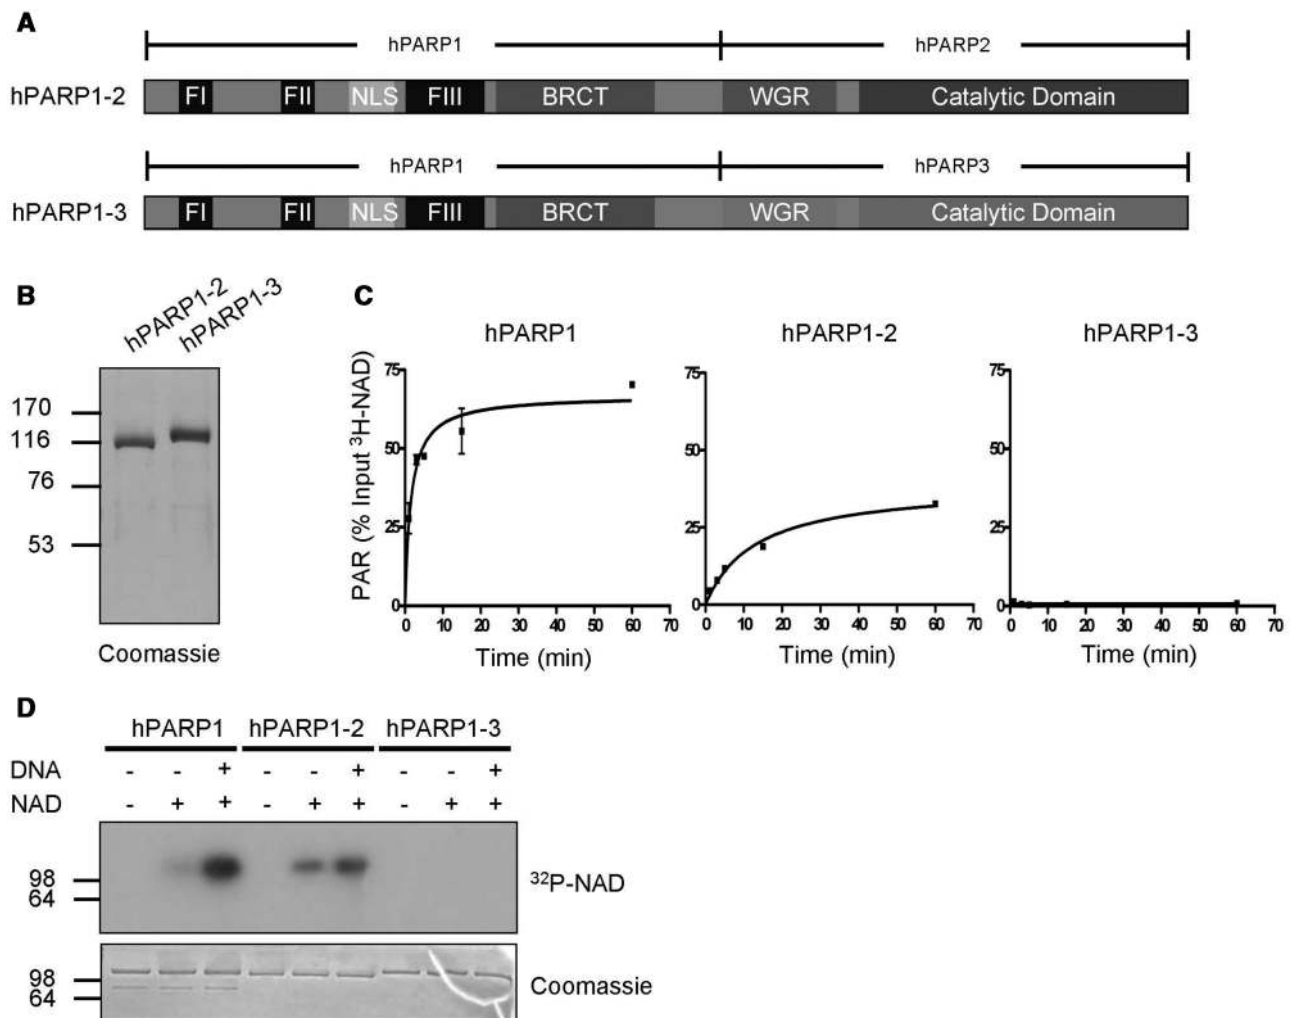 A
hPARP1 hPARP2
hPARP1-2 FI FII NLS FIII BRCT WGR Catalytic Domain
hPARP1 hPARP3
hPARP1-3 FI FII NLS FIII BRCT WGR Catalytic Domain
B
hPARP1-2
hPARP1-3
170
116
76
53
Coomassie
C
hPARP1 hPARP1-2 hPARP1-3
PAR (% Input ³H-NAD)
75
50
25
0
0 10 20 30 40 50 60 70
Time (min)
75
50
25
0
0 10 20 30 40 50 60 70
Time (min)
75
50
25
0
0 10 20 30 40 50 60 70
Time (min)
D
hPARP1 hPARP1-2 hPARP1-3
DNA - - + - - + - - +
NAD - + + - + + - + +
98
64
³²P-NAD
98
64
Coomassie